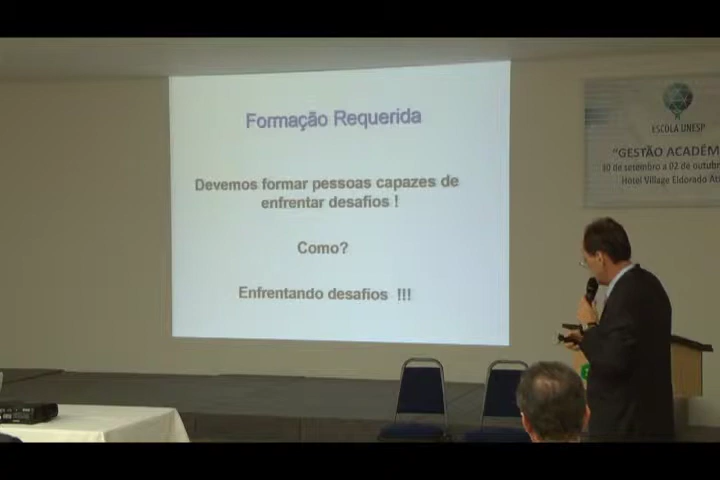 Formação Requerida
Devemos formar pessoas capazes de
enfrentar desafios !
Como?
Enfrentando desafios !!!
ESCOLA UNESP
"GESTÃO ACADÊM
30 de setembro a 02 de outubr
Hotel Village Eldorado At